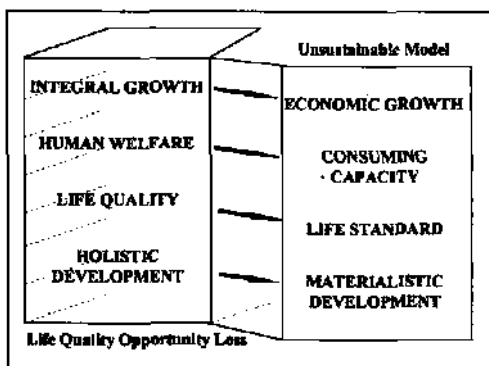 Unsustainable Model
INTEGRAL GROWTH
HUMAN WELFARE
LIFE QUALITY
HOLISTIC
DEVELOPMENT
ECONOMIC GROWTH
CONSUMING
CAPACITY
LIFE STANDARD
MATERIALISTIC
DEVELOPMENT
Life Quality Opportunity Loss